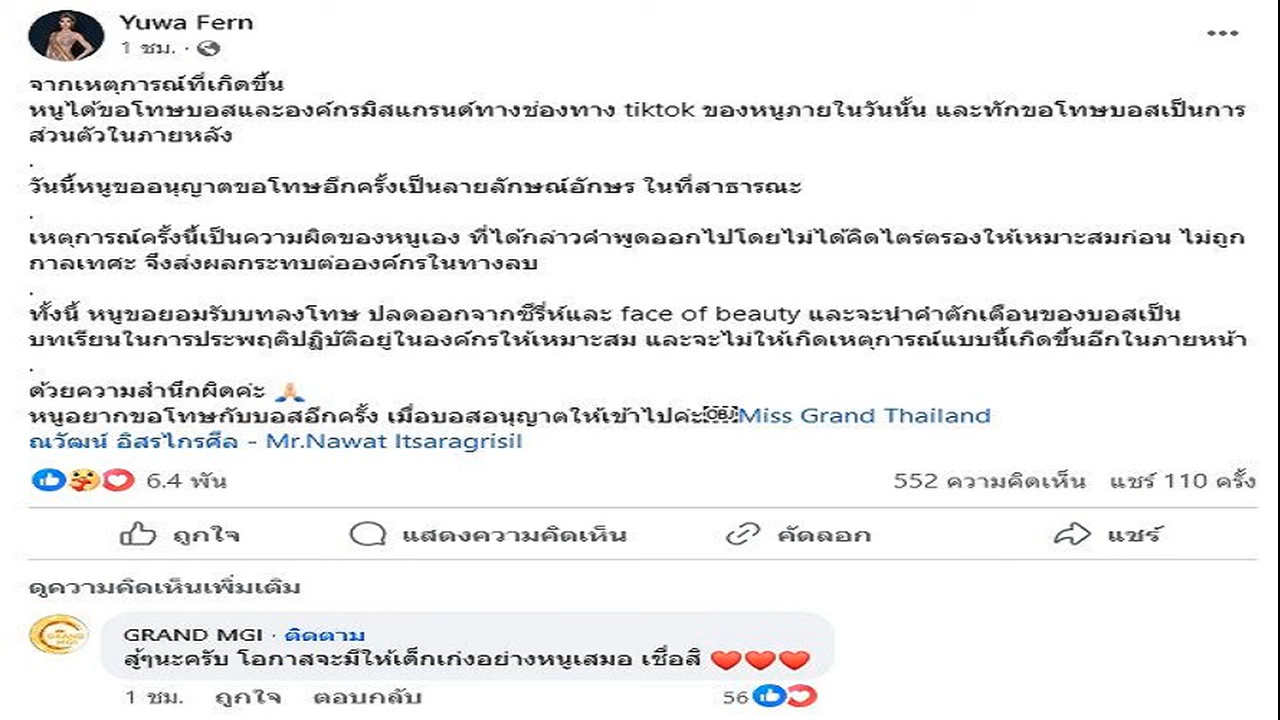 Yuwa Fern
1 ชม. ·
จากเหตุการณ์ที่เกิดขึ้น
หนูได้ขอโทษบอสและองค์กรมิสแกรนด์ทางช่องทาง tiktok ของหนูภายในวันนั้น และทักขอโทษบอสเป็นการ
ส่วนตัวในภายหลัง
.
วันนี้หนูขออนุญาตขอโทษอีกครั้งเป็นลายลักษณ์อักษร ในที่สาธารณะ
.
เหตุการณ์ครั้งนี้เป็นความผิดของหนูเอง ที่ได้กล่าวคำพูดออกไปโดยไม่ได้คิดไตร่ตรองให้เหมาะสมก่อน ไม่ถูก
กาลเทศะ จึงส่งผลกระทบต่อองค์กรในทางลบ
.
ทั้งนี้ หนูขอยอมรับบทลงโทษ ปลดออกจากซีรี่ห์และ face of beauty และจะนำคำตักเตือนของบอสเป็น
บทเรียนในการประพฤติปฏิบัติอยู่ในองค์กรให้เหมาะสม และจะไม่ให้เกิดเหตุการณ์แบบนี้เกิดขึ้นอีกในภายหน้า
.
ด้วยความสำนึกผิดค่ะ 🙏🏻
หนูอยากขอโทษกับบอสอีกครั้ง เมื่อบอสอนุญาตให้เข้าไปค่ะ￼Miss Grand Thailand
ณวัฒน์ อิสรไกรศีล - Mr.Nawat Itsaragrisil
6.4 พัน 552 ความคิดเห็น แชร์ 110 ครั้ง
ถูกใจ แสดงความคิดเห็น คัดลอก แชร์
ดูความคิดเห็นเพิ่มเติม
GRAND MGI · ติดตาม
สู้ๆนะครับ โอกาสจะมีให้เด็กเก่งอย่างหนูเสมอ เชื่อสิ ❤️❤️❤️
1 ชม. ถูกใจ ตอบกลับ 56